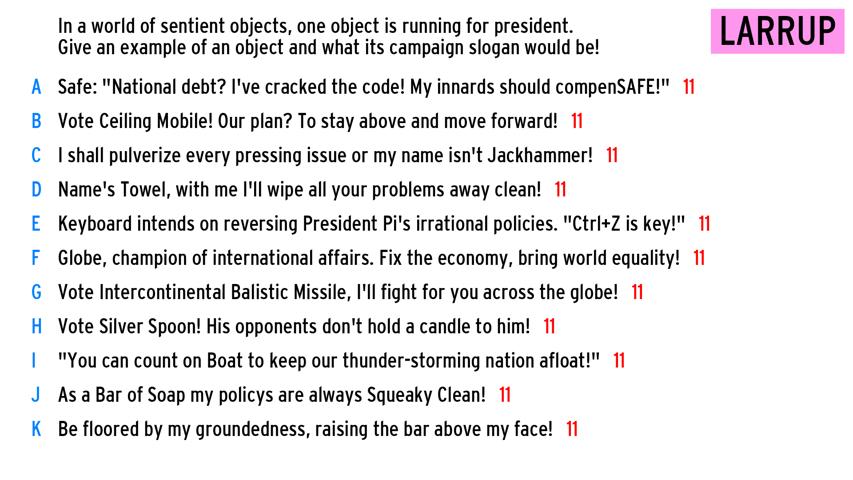 In a world of sentient objects, one object is running for president.
Give an example of an object and what its campaign slogan would be!
LARRUP
A Safe: "National debt? I've cracked the code! My innards should compenSAFE!" 11
B Vote Ceiling Mobile! Our plan? To stay above and move forward! 11
C I shall pulverize every pressing issue or my name isn't Jackhammer! 11
D Name's Towel, with me I'll wipe all your problems away clean! 11
E Keyboard intends on reversing President Pi's irrational policies. "Ctrl+Z is key!" 11
F Globe, champion of international affairs. Fix the economy, bring world equality! 11
G Vote Intercontinental Balistic Missile, I'll fight for you across the globe! 11
H Vote Silver Spoon! His opponents don't hold a candle to him! 11
I "You can count on Boat to keep our thunder-storming nation afloat!" 11
J As a Bar of Soap my policys are always Squeaky Clean! 11
K Be floored by my groundedness, raising the bar above my face! 11